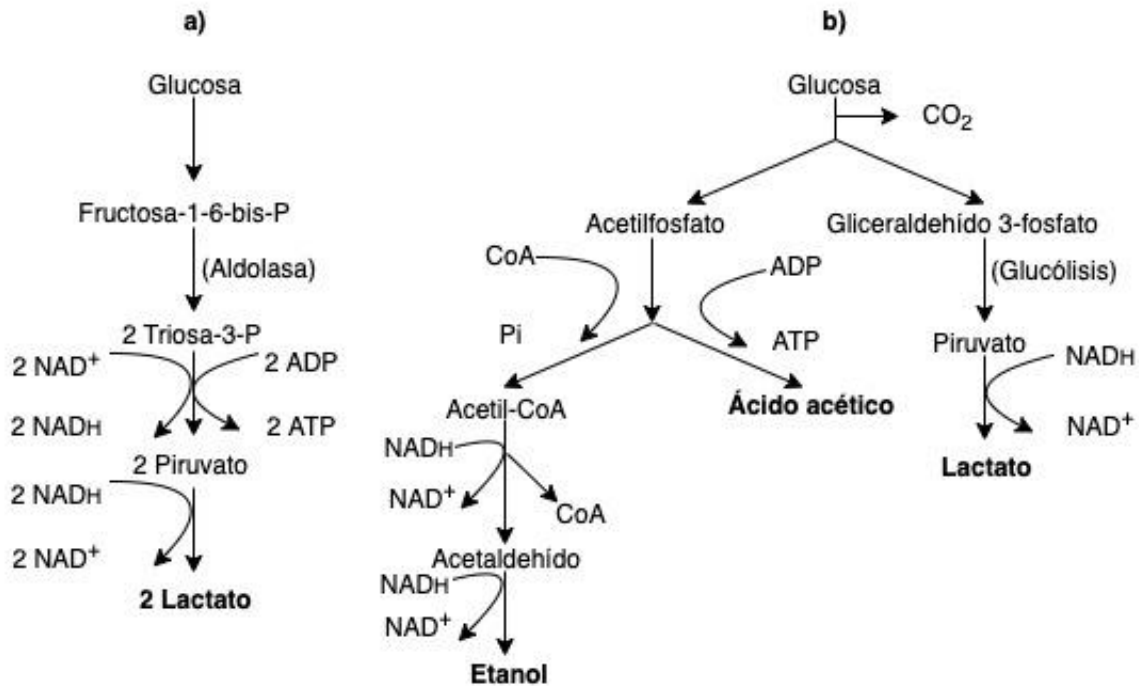 a)
Glucosa
Fructosa-1-6-bis-P
(Aldolasa)
2 Triosa-3-P
2 NAD⁺
2 ADP
2 NADH
2 ATP
2 Piruvato
2 NADH
2 NAD⁺
2 Lactato
b)
Glucosa
CO₂
Acetilfosfato
Gliceraldehido 3-fosfato
CoA
ADP
(Glucólisis)
Pi
ATP
Piruvato
NADH
Acetil-CoA
Ácido acético
NAD⁺
NADH
Lactato
NAD⁺
CoA
Acetaldehido
NADH
NAD⁺
Etanol